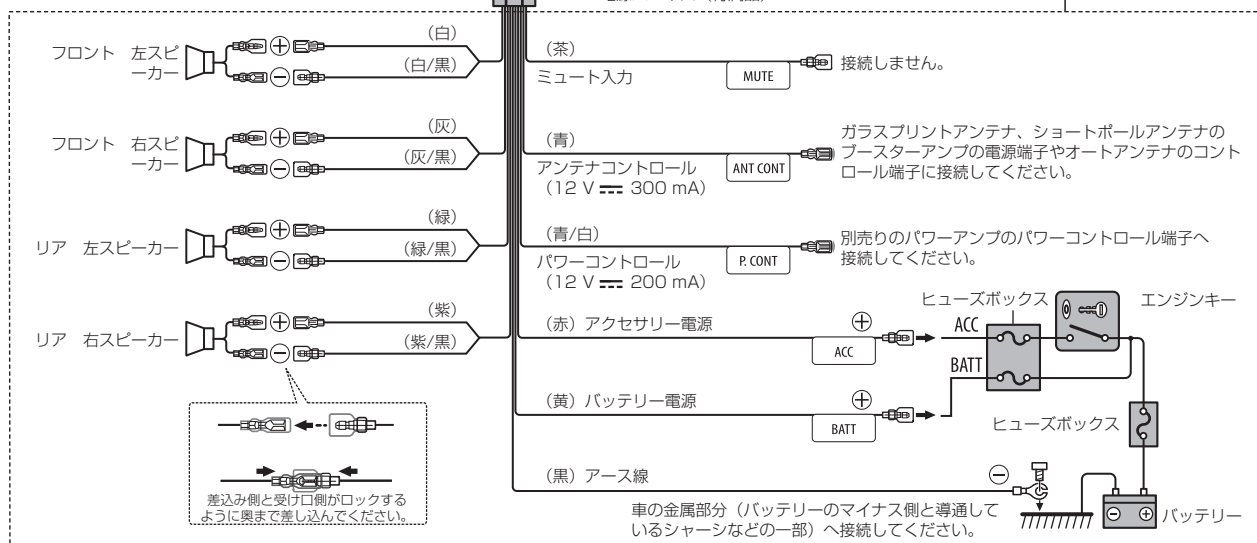 フロント 左スピ
ーカー
（白）
（白/黒）
フロント 右スピ
ーカー
（灰）
（灰/黒）
リア 左スピーカー
（緑）
（緑/黒）
リア 右スピーカー
（紫）
（紫/黒）
差込み側と受け口側がロックする
ように奥まで差し込んでください。
（茶）
ミュート入力
MUTE
接続しません。
（青）
アンテナコントロール
（12 V ⎓ 300 mA）
ANT CONT
ガラスプリントアンテナ、ショートポールアンテナの
ブースターアンプの電源端子やオートアンテナのコント
ロール端子に接続してください。
（青/白）
パワーコントロール
（12 V ⎓ 200 mA）
P. CONT
別売りのパワーアンプのパワーコントロール端子へ
接続してください。
（赤）アクセサリー電源
ACC
ヒューズボックス
エンジンキー
ACC
BATT
（黄）バッテリー電源
BATT
ヒューズボックス
（黒）アース線
車の金属部分（バッテリーのマイナス側と導通して
いるシャーシなどの一部）へ接続してください。
バッテリー